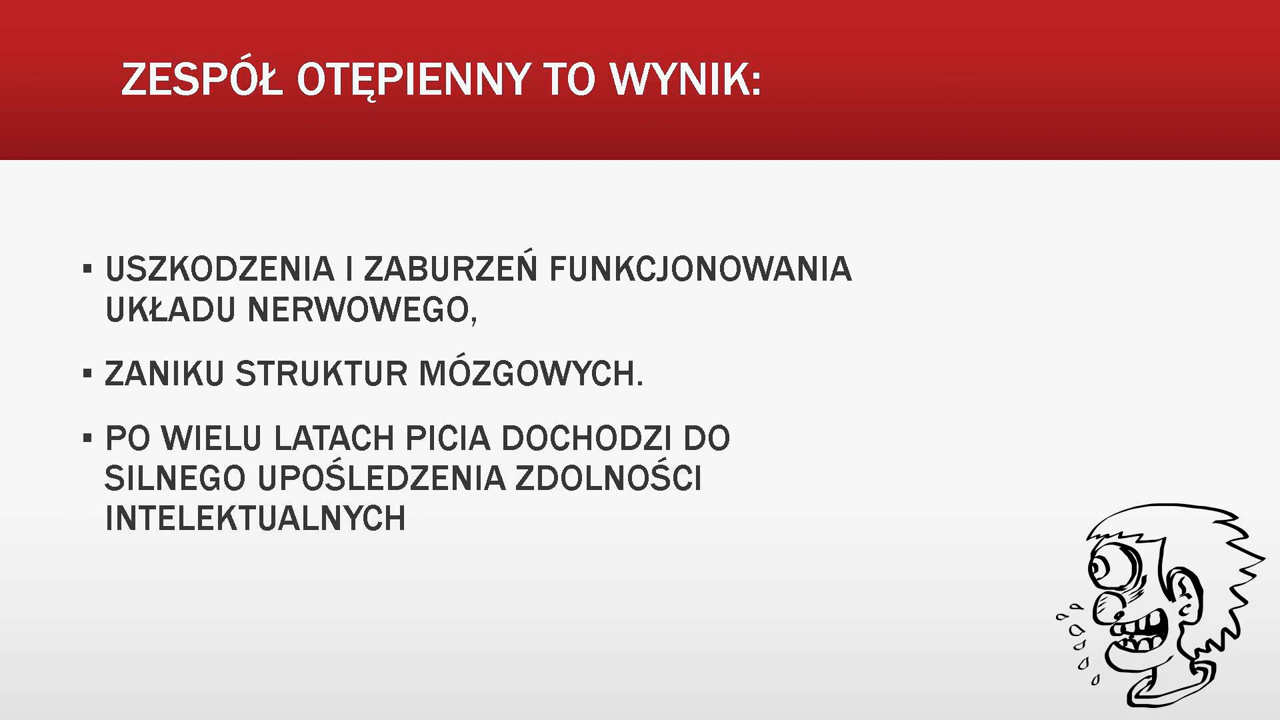 ZESPÓŁ OTĘPIENNY TO WYNIK:
▪ USZKODZENIA I ZABURZEŃ FUNKCJONOWANIA
UKŁADU NERWOWEGO,
▪ ZANIKU STRUKTUR MÓZGOWYCH.
▪ PO WIELU LATACH PICIA DOCHODZI DO
SILNEGO UPOŚLEDZENIA ZDOLNOŚCI
INTELEKTUALNYCH